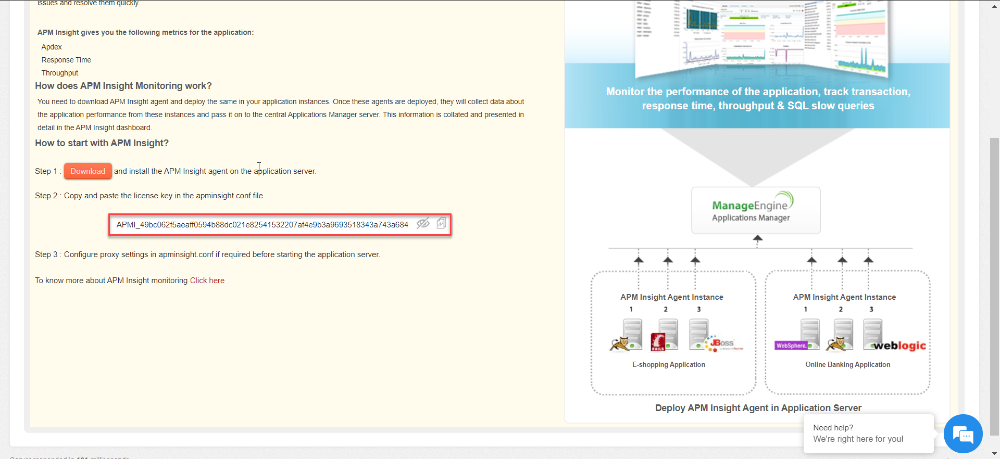 issues and resolve them quickly.
APM Insight gives you the following metrics for the application:
Apdex
Response Time
Throughput
How does APM Insight Monitoring work?
You need to download APM Insight agent and deploy the same in your application instances. Once these agents are deployed, they will collect data about
the application performance from these instances and pass it on to the central Applications Manager server. This information is collated and presented in
detail in the APM Insight dashboard.
How to start with APM Insight?
Step 1 : Download and install the APM Insight agent on the application server.
Step 2 : Copy and paste the license key in the apminsight.conf file.
APMI_49bc062f5aeaff0594b88dc021e82541532207af4e9b3a9693518343a743a684
Step 3 : Configure proxy settings in apminsight.conf if required before starting the application server.
To know more about APM Insight monitoring Click here
Monitor the performance of the application, track transaction,
response time, throughput & SQL slow queries
ManageEngine
Applications Manager
APM Insight Agent Instance
1 2 3
RAILS
JBoss
E-shopping Application
APM Insight Agent Instance
1 2 3
WebSphere.
weblogic
Online Banking Application
Deploy APM Insight Agent in Application Server
Need help?
We're right here for you!